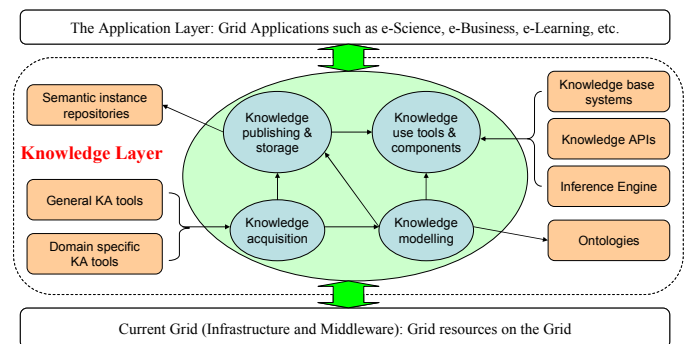 The Application Layer: Grid Applications such as e-Science, e-Business, e-Learning, etc.
Semantic instance
repositories
Knowledge Layer
General KA tools
Domain specific
KA tools
Knowledge
publishing &
storage
Knowledge
use tools &
components
Knowledge
acquisition
Knowledge
modelling
Knowledge base
systems
Knowledge APIs
Inference Engine
Ontologies
Current Grid (Infrastructure and Middleware): Grid resources on the Grid